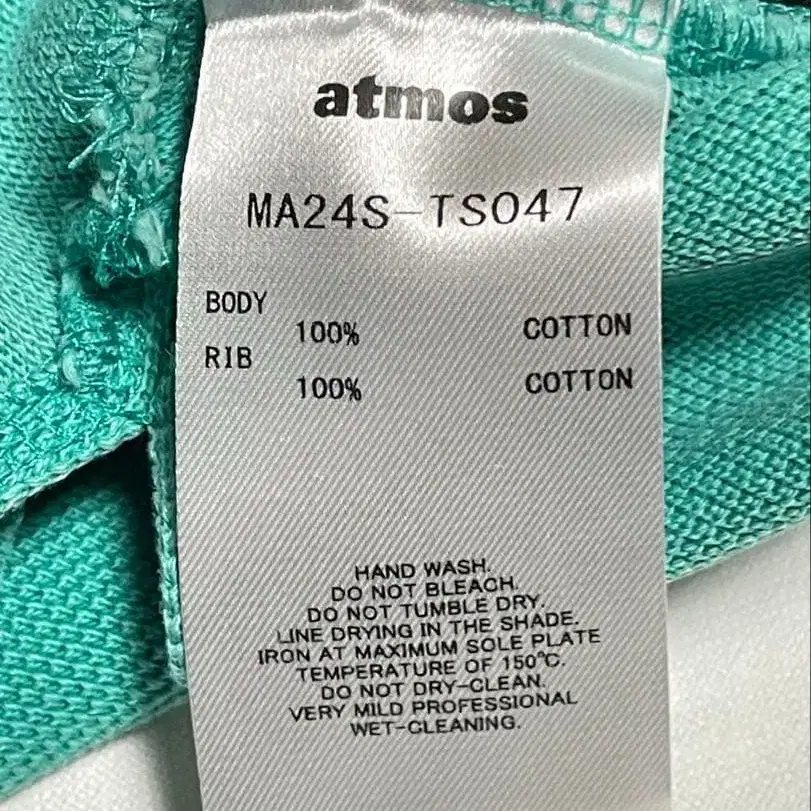 atmos
MA24S-TS047
BODY
100% COTTON
RIB
100% COTTON
HAND WASH.
DO NOT BLEACH.
DO NOT TUMBLE DRY.
LINE DRYING IN THE SHADE.
IRON AT MAXIMUM SOLE PLATE
TEMPERATURE OF 150℃.
DO NOT DRY-CLEAN.
VERY MILD PROFESSIONAL
WET-CLEANING.